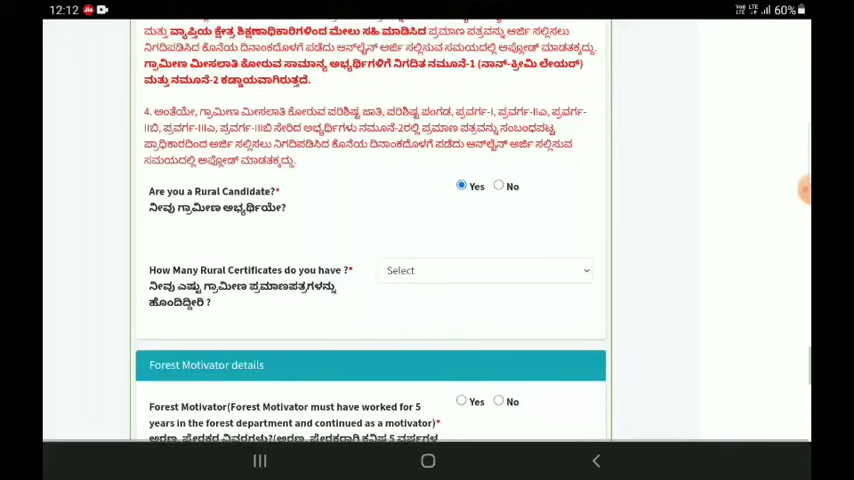 12:12
60%
ಮತ್ತು ವ್ಯಾಪ್ತಿಯ ಕ್ಷೇತ್ರ ಶಿಕ್ಷಣಾಧಿಕಾರಿಗಳಿಂದ ಮೇಲು ಸಹಿ ಮಾಡಿಸಿದ ಪ್ರಮಾಣ ಪತ್ರವನ್ನು ಅರ್ಜಿ ಸಲ್ಲಿಸಲು
ನಿಗದಿಪಡಿಸಿದ ಕೊನೆಯ ದಿನಾಂಕದೊಳಗೆ ಪಡೆದು ಆನ್‌ಲೈನ್ ಅರ್ಜಿ ಸಲ್ಲಿಸುವ ಸಮಯದಲ್ಲಿ ಅಪ್ಲೋಡ್ ಮಾಡತಕ್ಕದ್ದು.
ಗ್ರಾಮೀಣ ಮೀಸಲಾತಿ ಕೋರುವ ಸಾಮಾನ್ಯ ಅಭ್ಯರ್ಥಿಗಳಿಗೆ ನಿಗದಿತ ನಮೂನೆ-1 (ನಾನ್-ಕ್ರೀಮಿ ಲೇಯರ್)
ಮತ್ತು ನಮೂನೆ-2 ಕಡ್ಡಾಯವಾಗಿರುತ್ತದೆ.
4. ಅಂತೆಯೇ, ಗ್ರಾಮೀಣ ಮೀಸಲಾತಿ ಕೋರುವ ಪರಿಶಿಷ್ಟ ಜಾತಿ, ಪರಿಶಿಷ್ಟ ಪಂಗಡ, ಪ್ರವರ್ಗ-I, ಪ್ರವರ್ಗ-IIಎ, ಪ್ರವರ್ಗ-
IIಬಿ, ಪ್ರವರ್ಗ-IIIಎ, ಪ್ರವರ್ಗ-IIIಬಿ ಸೇರಿದ ಅಭ್ಯರ್ಥಿಗಳು ನಮೂನೆ-2ರಲ್ಲಿ ಪ್ರಮಾಣ ಪತ್ರವನ್ನು ಸಂಬಂಧಪಟ್ಟ
ಪ್ರಾಧಿಕಾರದಿಂದ ಅರ್ಜಿ ಸಲ್ಲಿಸಲು ನಿಗದಿಪಡಿಸಿದ ಕೊನೆಯ ದಿನಾಂಕದೊಳಗೆ ಪಡೆದು ಆನ್‌ಲೈನ್ ಅರ್ಜಿ ಸಲ್ಲಿಸುವ
ಸಮಯದಲ್ಲಿ ಅಪ್ಲೋಡ್ ಮಾಡತಕ್ಕದ್ದು.
Are you a Rural Candidate?* Yes No
ನೀವು ಗ್ರಾಮೀಣ ಅಭ್ಯರ್ಥಿಯೇ?
How Many Rural Certificates do you have ?* Select
ನೀವು ಎಷ್ಟು ಗ್ರಾಮೀಣ ಪ್ರಮಾಣಪತ್ರಗಳನ್ನು
ಹೊಂದಿದ್ದೀರಿ ?
Forest Motivator details
Forest Motivator(Forest Motivator must have worked for 5 Yes No
years in the forest department and continued as a motivator)*